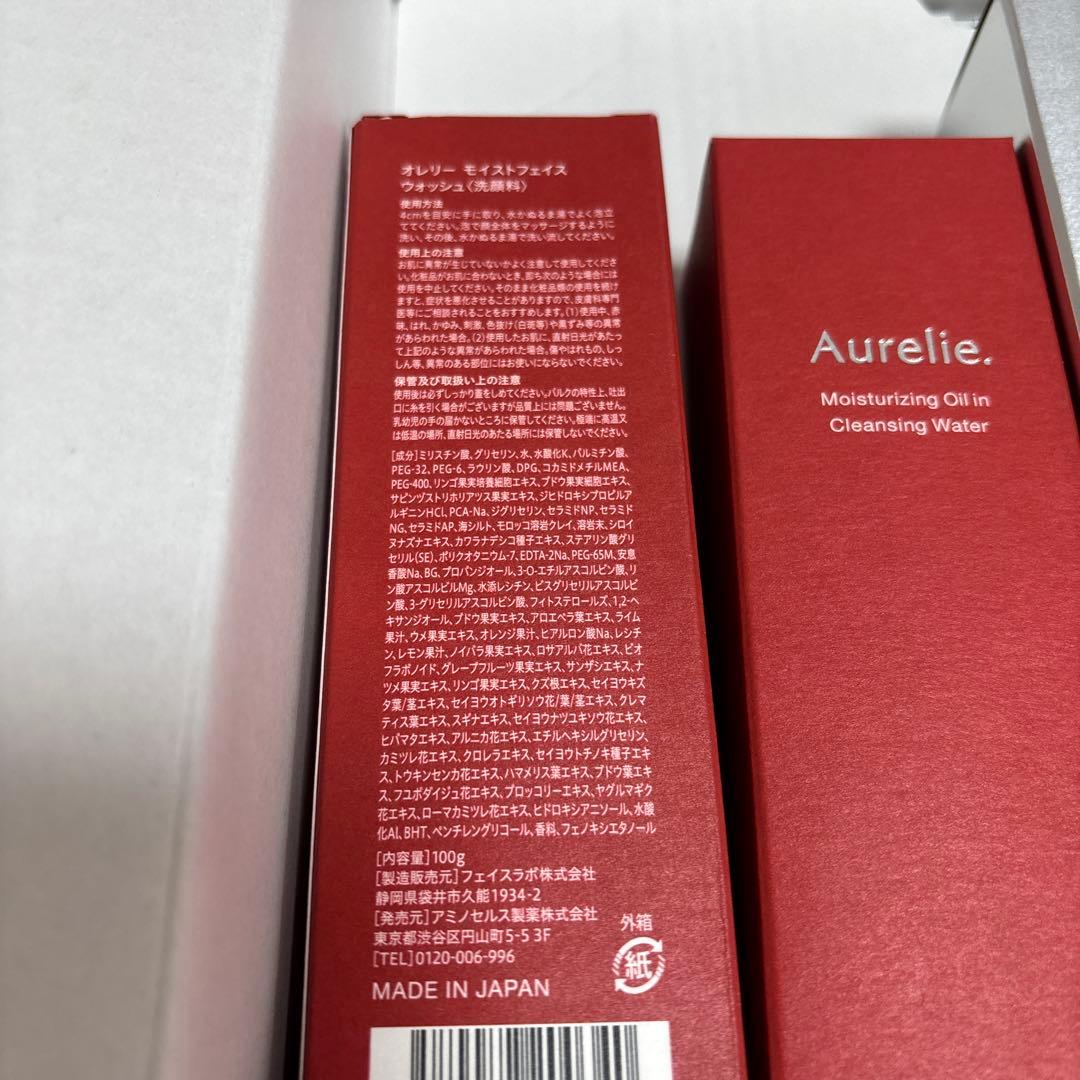 オレリー モイストフェイス
ウォッシュ〈洗顔料〉
使用方法
4cmを目安に手に取り、水かぬるま湯でよく泡立
ててください。泡で顔全体をマッサージするように
洗い、その後、水かぬるま湯で洗い流してください。
使用上の注意
お肌に異常が生じていないかよく注意して使用してくださ
い。化粧品がお肌に合わないとき、即ち次のような場合には
使用を中止してください。そのまま化粧品類の使用を続け
ますと、症状を悪化させることがありますので、皮膚科専門
医等にご相談されることをおすすめします。(1)使用中、赤
味、はれ、かゆみ、刺激、色抜け(白斑等)や黒ずみ等の異常
があらわれた場合。(2)使用したお肌に、直射日光があたっ
て上記のような異常があらわれた場合。傷やはれもの、しっ
しん等、異常のある部位にはお使いにならないでください。
保管及び取扱い上の注意
使用後は必ずしっかり蓋をしめてください。バルクの特性上、吐出
口に糸を引く場合がございますが品質上には問題ございません。
乳幼児の手の届かないところに保管してください。極端に高温又
は低温の場所、直射日光のあたる場所には保管しないでください。
[成分]ミリスチン酸、グリセリン、水、水酸化K、パルミチン酸、
PEG-32、PEG-6、ラウリン酸、DPG、コカミドメチルMEA、
PEG-400、リンゴ果実培養細胞エキス、ブドウ果実細胞エキス、
サピンヅストリホリアツス果実エキス、ジヒドロキシプロピルア
ルギニンHCl、PCA-Na、ジグリセリン、セラミドNP、セラミド
NG、セラミドAP、海シルト、モロッコ溶岩クレイ、溶岩末、シロイ
ヌナズナエキス、カワラナデシコ種子エキス、ステアリン酸グリ
セリル(SE)、ポリクオタニウム-7、EDTA-2Na、PEG-65M、安息
香酸Na、BG、プロパンジオール、3-O-エチルアスコルビン酸、リ
ン酸アスコルビルMg、水添レシチン、ビスグリセリルアスコルビ
ン酸、3-グリセリルアスコルビン酸、フィトステロールズ、1,2-ヘ
キサンジオール、ブドウ果実エキス、アロエベラ葉エキス、ライム
果汁、ウメ果実エキス、オレンジ果汁、ヒアルロン酸Na、レシチ
ン、レモン果汁、ノイバラ果実エキス、ロサアルバ花エキス、ビオ
フラボノイド、グレープフルーツ果実エキス、サンザシエキス、ナ
ツメ果実エキス、リンゴ果実エキス、クズ根エキス、セイヨウキズ
タ葉/茎エキス、セイヨウオトギリソウ花/葉/茎エキス、クレマ
ティス葉エキス、スギナエキス、セイヨウナツユキソウ花エキス、
ヒバマタエキス、アルニカ花エキス、エチルヘキシルグリセリン、
カミツレ花エキス、クロレラエキス、セイヨウトチノキ種子エキ
ス、トウキンセンカ花エキス、ハマメリス葉エキス、ブドウ葉エキ
ス、フユボダイジュ花エキス、ブロッコリーエキス、ヤグルマギク
花エキス、ローマカミツレ花エキス、ヒドロキシアニソール、水酸
化Al、BHT、ペンチレングリコール、香料、フェノキシエタノール
[内容量]100g
[製造販売元]フェイスラボ株式会社
静岡県袋井市久能1934-2
[発売元]アミノセルス製薬株式会社
東京都渋谷区円山町5-5 3F
[TEL]0120-006-996
外箱
紙
MADE IN JAPAN
Aurelie.
Moisturizing Oil in
Cleansing Water